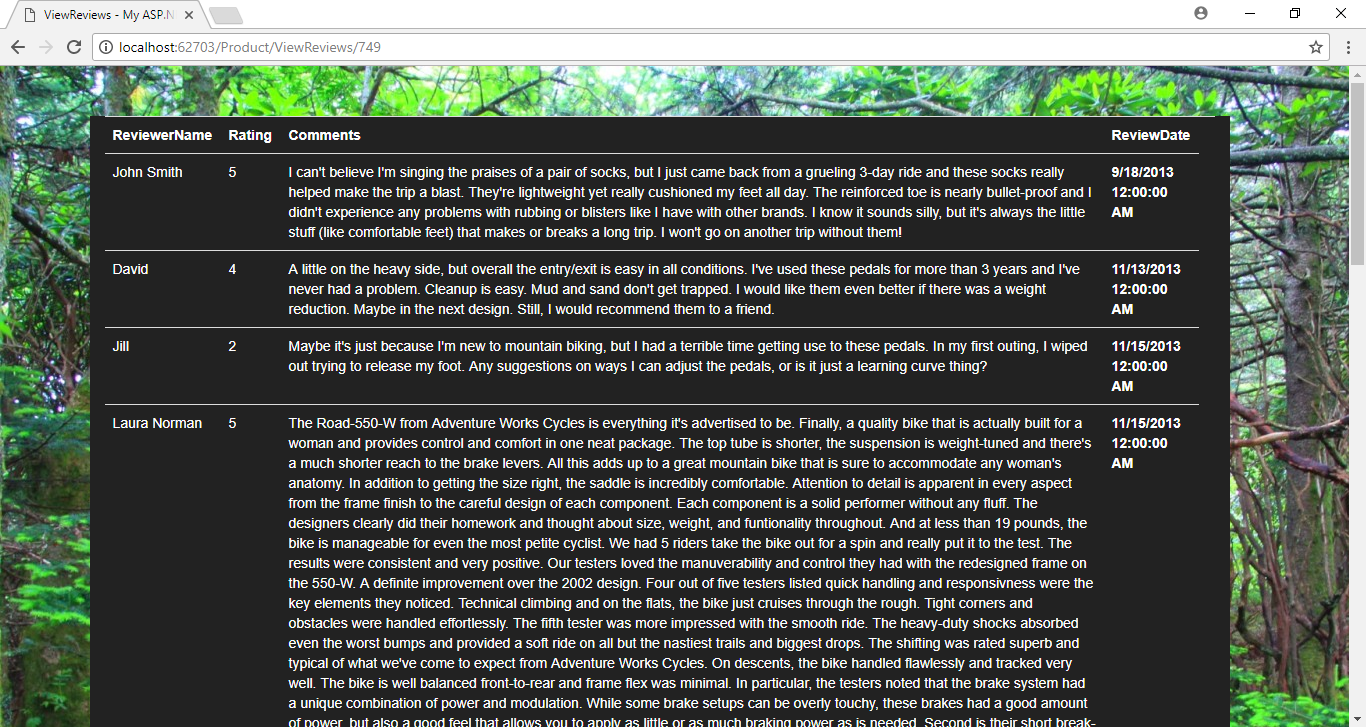 ViewReviews - My ASP.N
localhost:62703/Product/ViewReviews/749
ReviewerName Rating Comments ReviewDate
John Smith 5 I can't believe I'm singing the praises of a pair of socks, but I just came back from a grueling 3-day ride and these socks really 9/18/2013
helped make the trip a blast. They're lightweight yet really cushioned my feet all day. The reinforced toe is nearly bullet-proof and I 12:00:00
didn't experience any problems with rubbing or blisters like I have with other brands. I know it sounds silly, but it's always the little AM
stuff (like comfortable feet) that makes or breaks a long trip. I won't go on another trip without them!
David 4 A little on the heavy side, but overall the entry/exit is easy in all conditions. I've used these pedals for more than 3 years and I've 11/13/2013
never had a problem. Cleanup is easy. Mud and sand don't get trapped. I would like them even better if there was a weight 12:00:00
reduction. Maybe in the next design. Still, I would recommend them to a friend. AM
Jill 2 Maybe it's just because I'm new to mountain biking, but I had a terrible time getting use to these pedals. In my first outing, I wiped 11/15/2013
out trying to release my foot. Any suggestions on ways I can adjust the pedals, or is it just a learning curve thing? 12:00:00
AM
Laura Norman 5 The Road-550-W from Adventure Works Cycles is everything it's advertised to be. Finally, a quality bike that is actually built for a 11/15/2013
woman and provides control and comfort in one neat package. The top tube is shorter, the suspension is weight-tuned and there's 12:00:00
a much shorter reach to the brake levers. All this adds up to a great mountain bike that is sure to accommodate any woman's AM
anatomy. In addition to getting the size right, the saddle is incredibly comfortable. Attention to detail is apparent in every aspect
from the frame finish to the careful design of each component. Each component is a solid performer without any fluff. The
designers clearly did their homework and thought about size, weight, and funtionality throughout. And at less than 19 pounds, the
bike is manageable for even the most petite cyclist. We had 5 riders take the bike out for a spin and really put it to the test. The
results were consistent and very positive. Our testers loved the manuverability and control they had with the redesigned frame on
the 550-W. A definite improvement over the 2002 design. Four out of five testers listed quick handling and responsivness were the
key elements they noticed. Technical climbing and on the flats, the bike just cruises through the rough. Tight corners and
obstacles were handled effortlessly. The fifth tester was more impressed with the smooth ride. The heavy-duty shocks absorbed
even the worst bumps and provided a soft ride on all but the nastiest trails and biggest drops. The shifting was rated superb and
typical of what we've come to expect from Adventure Works Cycles. On descents, the bike handled flawlessly and tracked very
well. The bike is well balanced front-to-rear and frame flex was minimal. In particular, the testers noted that the brake system had
a unique combination of power and modulation. While some brake setups can be overly touchy, these brakes had a good amount
of power, but also a good feel that allows you to apply as little or as much braking power as is needed. Second is their short break-